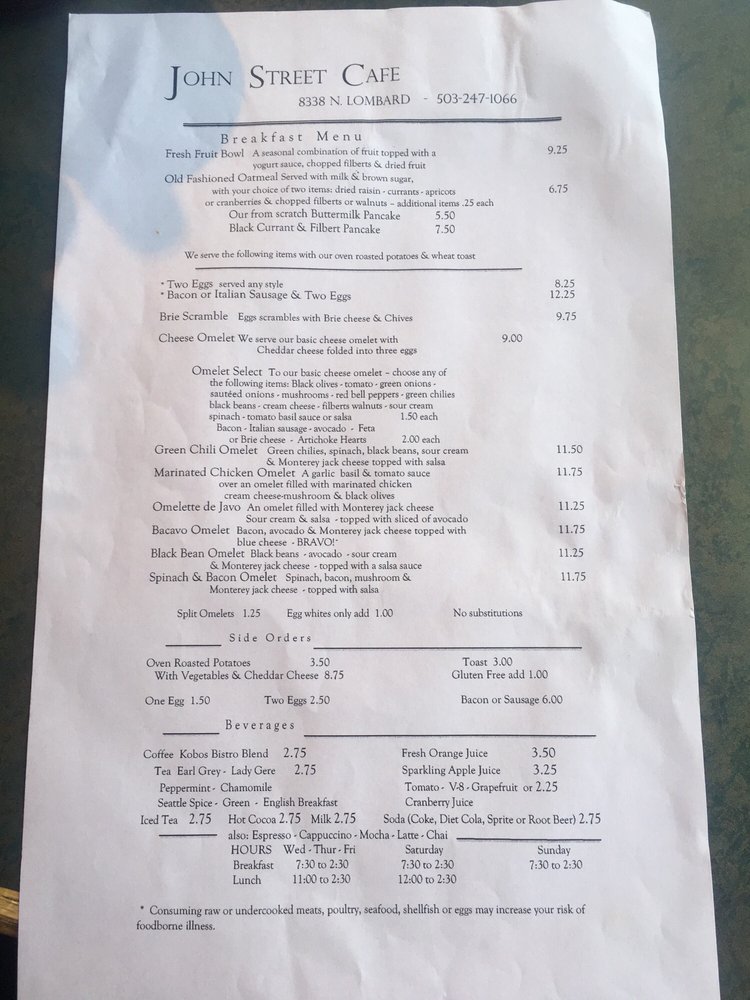 JOHN STREET CAFE
8338 N. LOMBARD - 503-247-1066
Breakfast Menu
Fresh Fruit Bowl A seasonal combination of fruit topped with a 9.25
yogurt sauce, chopped filberts & dried fruit
Old Fashioned Oatmeal Served with milk & brown sugar,
with your choice of two items: dried raisin - currants - apricots 6.75
or cranberries & chopped filberts or walnuts – additional items .25 each
Our from scratch Buttermilk Pancake 5.50
Black Currant & Filbert Pancake 7.50
We serve the following items with our oven roasted potatoes & wheat toast
* Two Eggs served any style 8.25
* Bacon or Italian Sausage & Two Eggs 12.25
Brie Scramble Eggs scrambles with Brie cheese & Chives 9.75
Cheese Omelet We serve our basic cheese omelet with 9.00
Cheddar cheese folded into three eggs
Omelet Select To our basic cheese omelet – choose any of
the following items: Black olives - tomato - green onions -
sautéed onions - mushrooms - red bell peppers - green chilies
black beans - cream cheese - filberts walnuts - sour cream
spinach - tomato basil sauce or salsa 1.50 each
Bacon - Italian sausage - avocado - Feta
or Brie cheese - Artichoke Hearts 2.00 each
Green Chili Omelet Green chilies, spinach, black beans, sour cream 11.50
& Monterey jack cheese topped with salsa
Marinated Chicken Omelet A garlic basil & tomato sauce 11.75
over an omelet filled with marinated chicken
cream cheese-mushroom & black olives
Omelette de Javo An omelet filled with Monterey jack cheese 11.25
Sour cream & salsa - topped with sliced of avocado
Bacavo Omelet Bacon, avocado & Monterey jack cheese topped with 11.75
blue cheese - BRAVO!"
Black Bean Omelet Black beans - avocado - sour cream 11.25
& Monterey jack cheese - topped with a salsa sauce
Spinach & Bacon Omelet Spinach, bacon, mushroom & 11.75
Monterey jack cheese - topped with salsa
Split Omelets 1.25 Egg whites only add 1.00 No substitutions
Side Orders
Oven Roasted Potatoes 3.50 Toast 3.00
With Vegetables & Cheddar Cheese 8.75 Gluten Free add 1.00
One Egg 1.50 Two Eggs 2.50 Bacon or Sausage 6.00
Beverages
Coffee Kobos Bistro Blend 2.75 Fresh Orange Juice 3.50
Tea Earl Grey - Lady Gere 2.75 Sparkling Apple Juice 3.25
Peppermint - Chamomile Tomato - V-8 - Grapefruit or 2.25
Seattle Spice - Green - English Breakfast Cranberry Juice
Iced Tea 2.75 Hot Cocoa 2.75 Milk 2.75 Soda (Coke, Diet Cola, Sprite or Root Beer) 2.75
also: Espresso - Cappuccino - Mocha - Latte - Chai
HOURS Wed - Thur - Fri Saturday Sunday
Breakfast 7:30 to 2:30 7:30 to 2:30 7:30 to 2:30
Lunch 11:00 to 2:30 12:00 to 2:30
* Consuming raw or undercooked meats, poultry, seafood, shellfish or eggs may increase your risk of
foodborne illness.